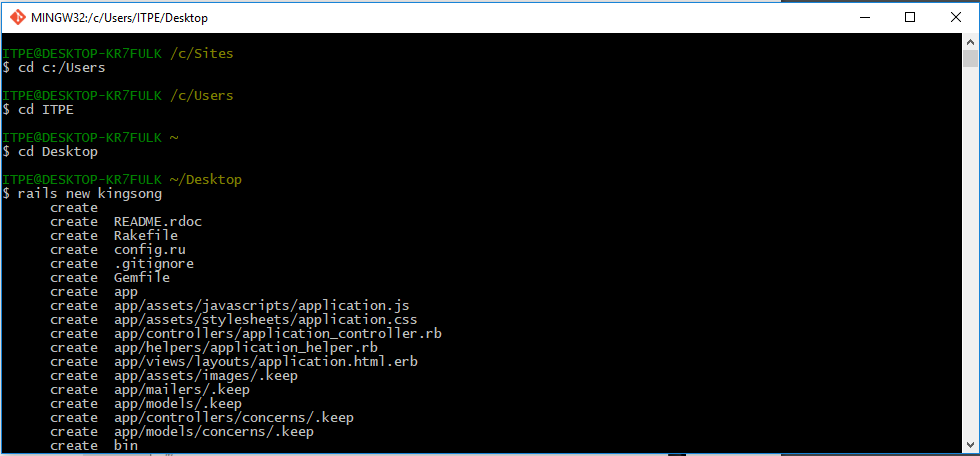 MINGW32:/c/Users/ITPE/Desktop
ITPE@DESKTOP-KR7FULK /c/Sites
$ cd c:/Users
ITPE@DESKTOP-KR7FULK /c/Users
$ cd ITPE
ITPE@DESKTOP-KR7FULK ~
$ cd Desktop
ITPE@DESKTOP-KR7FULK ~/Desktop
$ rails new kingsong
create
create README.rdoc
create Rakefile
create config.ru
create .gitignore
create Gemfile
create app
create app/assets/javascripts/application.js
create app/assets/stylesheets/application.css
create app/controllers/application_controller.rb
create app/helpers/application_helper.rb
create app/views/layouts/application.html.erb
create app/assets/images/.keep
create app/mailers/.keep
create app/models/.keep
create app/controllers/concerns/.keep
create app/models/concerns/.keep
create bin